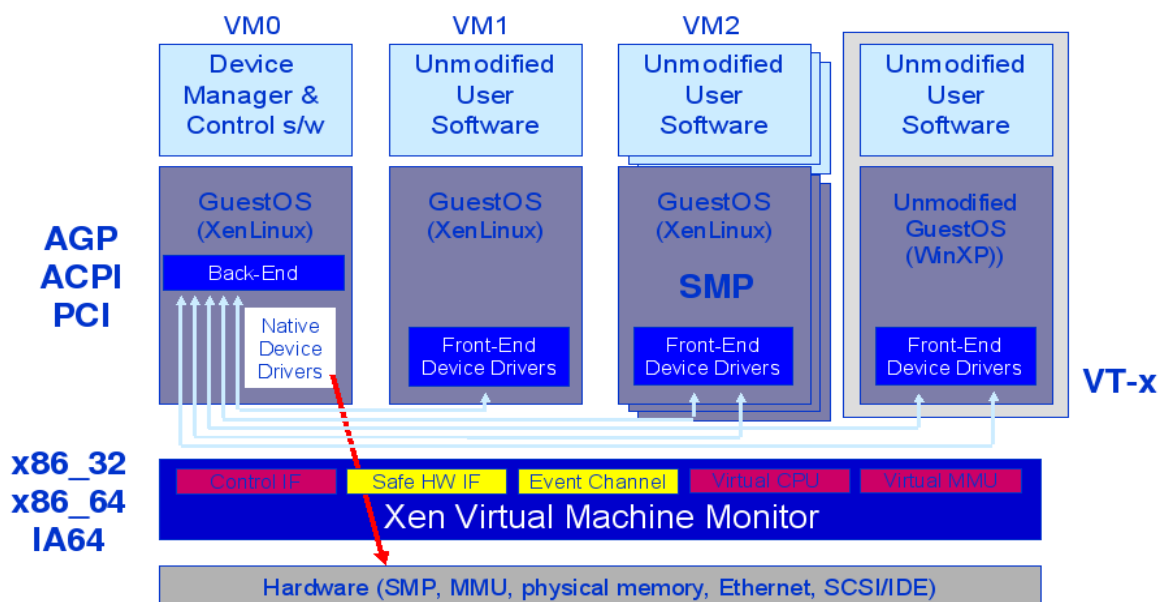 VM0
VM1
VM2
Device
Manager &
Control s/w
Unmodified
User
Software
Unmodified
User
Software
Unmodified
User
Software
GuestOS
(XenLinux)
Back-End
Native
Device
Drivers
GuestOS
(XenLinux)
Front-End
Device Drivers
GuestOS
(XenLinux)
SMP
Front-End
Device Drivers
Unmodified
GuestOS
(WinXP))
Front-End
Device Drivers
AGP
ACPI
PCI
VT-x
x86_32
x86_64
IA64
Control IF
Safe HW IF
Event Channel
Virtual CPU
Virtual MMU
Xen Virtual Machine Monitor
Hardware (SMP, MMU, physical memory, Ethernet, SCSI/IDE)